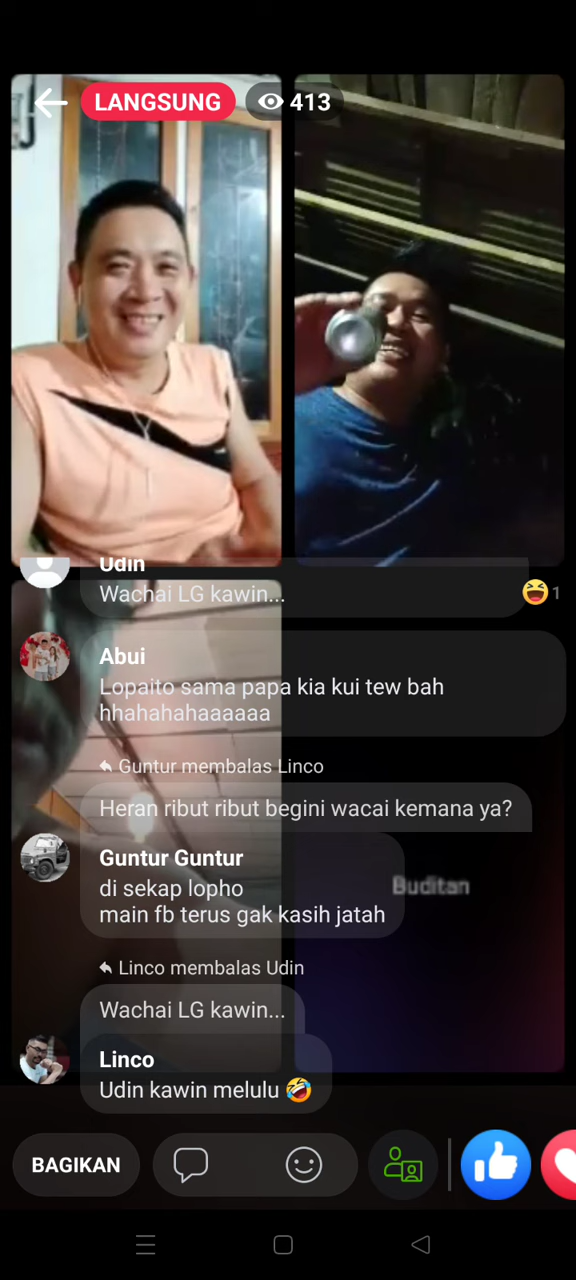 LANGSUNG
413
Udin
Wachai LG kawin...
1
Abui
Lopaito sama papa kia kui tew bah
hhahahahaaaaaa
Guntur membalas Linco
Heran ribut ribut begini wacai kemana ya?
Guntur Guntur
di sekap lopho
main fb terus gak kasih jatah
Buditan
Linco membalas Udin
Wachai LG kawin...
Linco
Udin kawin melulu 🤣
BAGIKAN